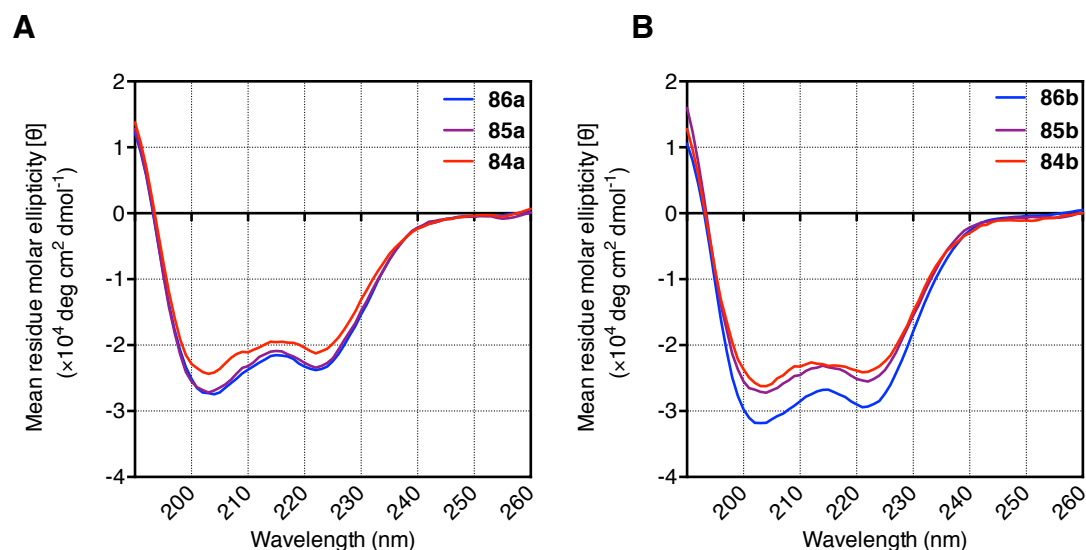 A
Mean residue molar ellipticity [θ]
(×10⁴ deg cm² dmol⁻¹)
2
1
0
-1
-2
-3
-4
86a
85a
84a
200
210
220
230
240
250
260
Wavelength (nm)
B
Mean residue molar ellipticity [θ]
(×10⁴ deg cm² dmol⁻¹)
2
1
0
-1
-2
-3
-4
86b
85b
84b
200
210
220
230
240
250
260
Wavelength (nm)